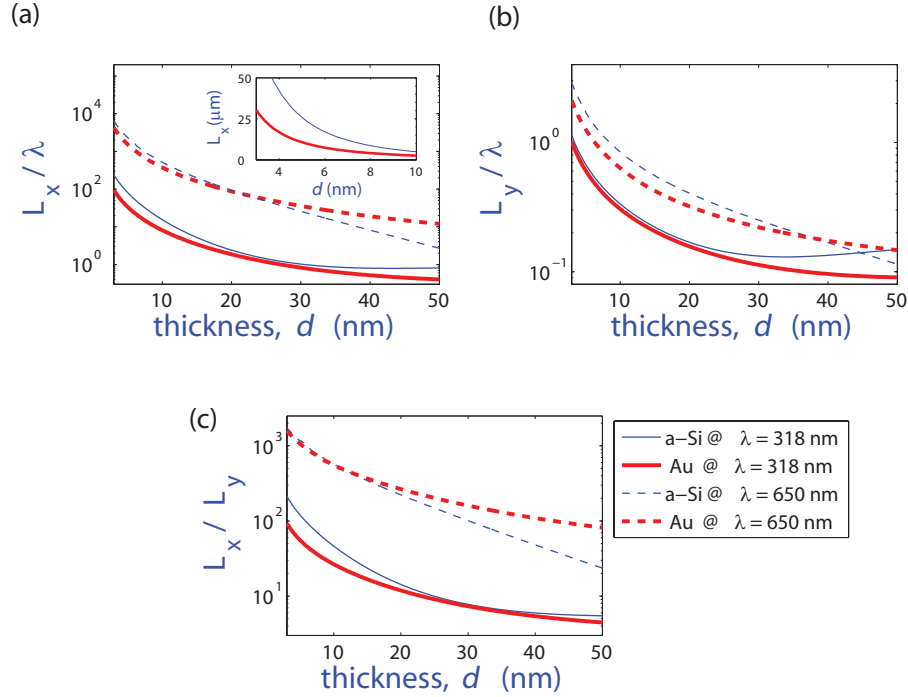 (a)
(b)
L_x / λ
10^4
10^2
10^0
50
25
0
L_x (μm)
4 6 8 10
d (nm)
10 20 30 40 50
thickness, d (nm)
L_y / λ
10^0
10^-1
10 20 30 40 50
thickness, d (nm)
(c)
L_x / L_y
10^3
10^2
10^1
10 20 30 40 50
thickness, d (nm)
a-Si @ λ = 318 nm
Au @ λ = 318 nm
a-Si @ λ = 650 nm
Au @ λ = 650 nm